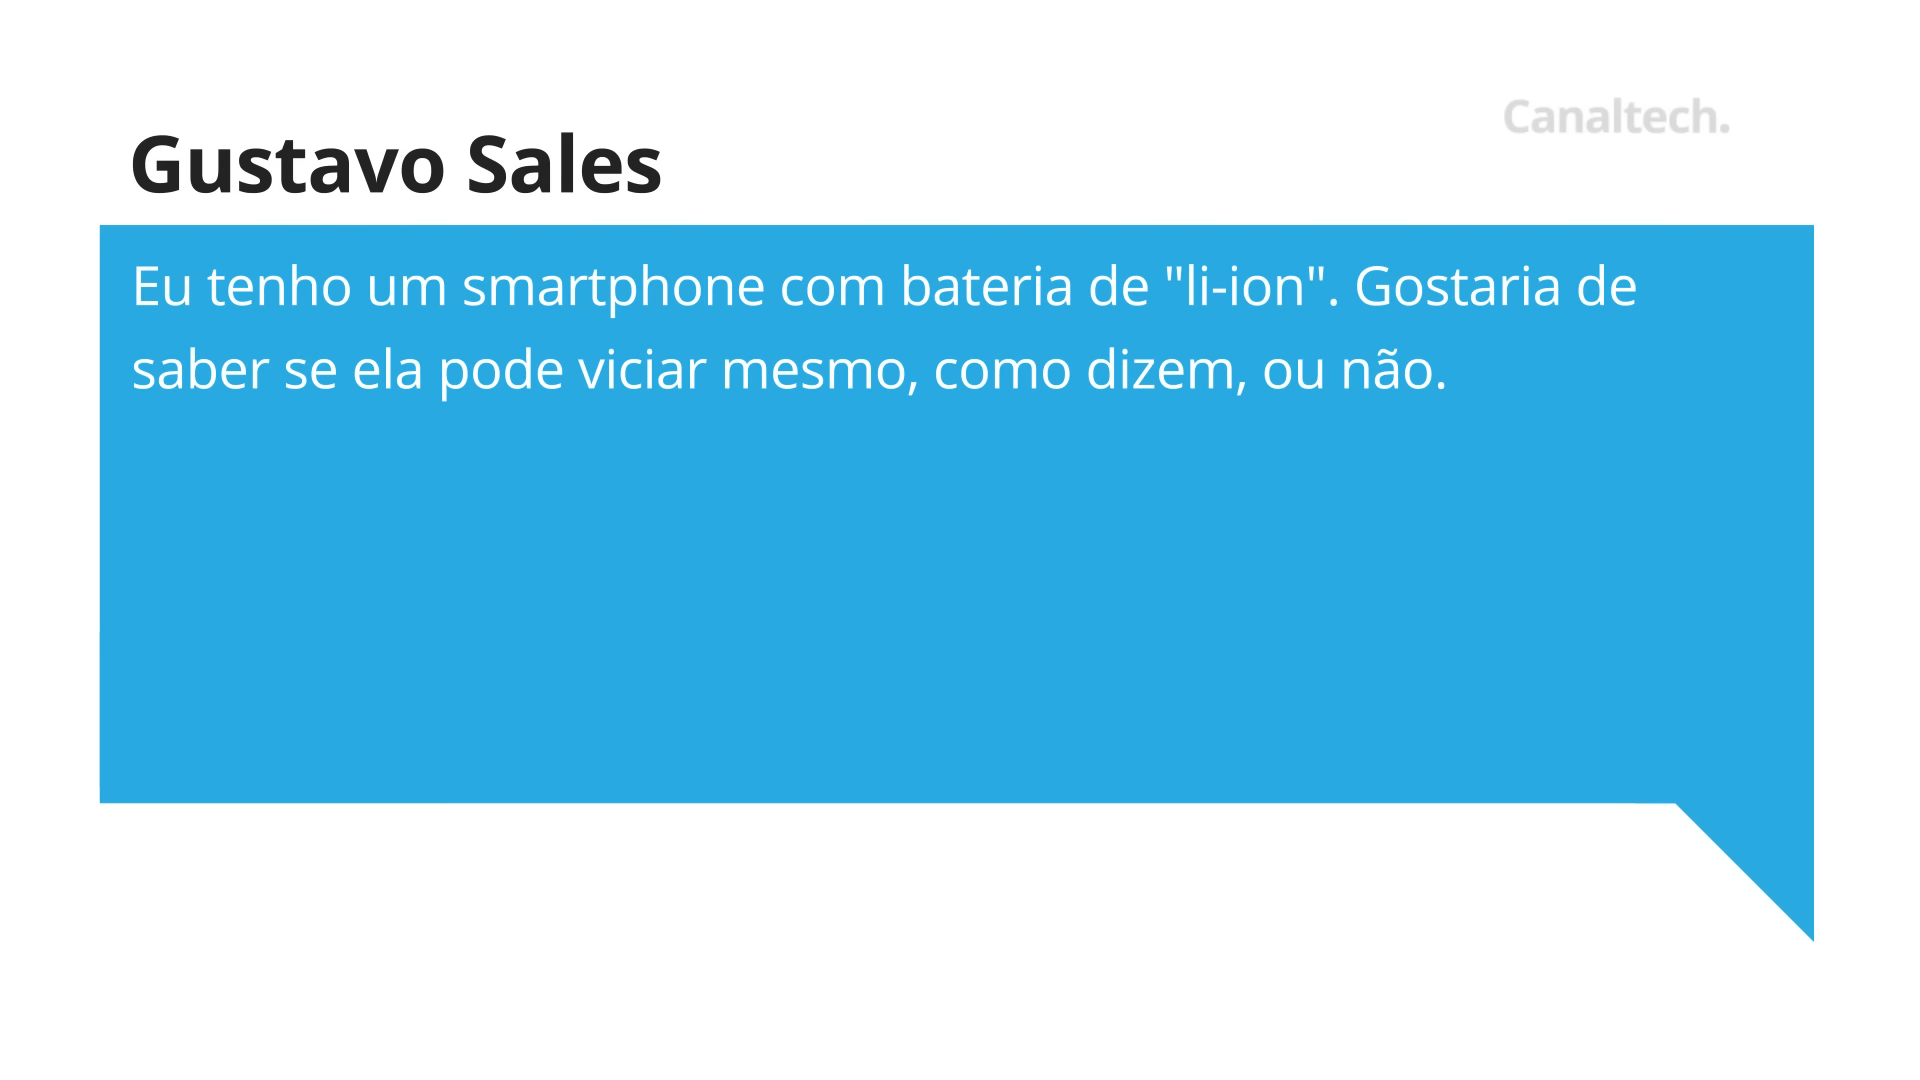 Canaltech.
Gustavo Sales
Eu tenho um smartphone com bateria de "li-ion". Gostaria de
saber se ela pode viciar mesmo, como dizem, ou não.